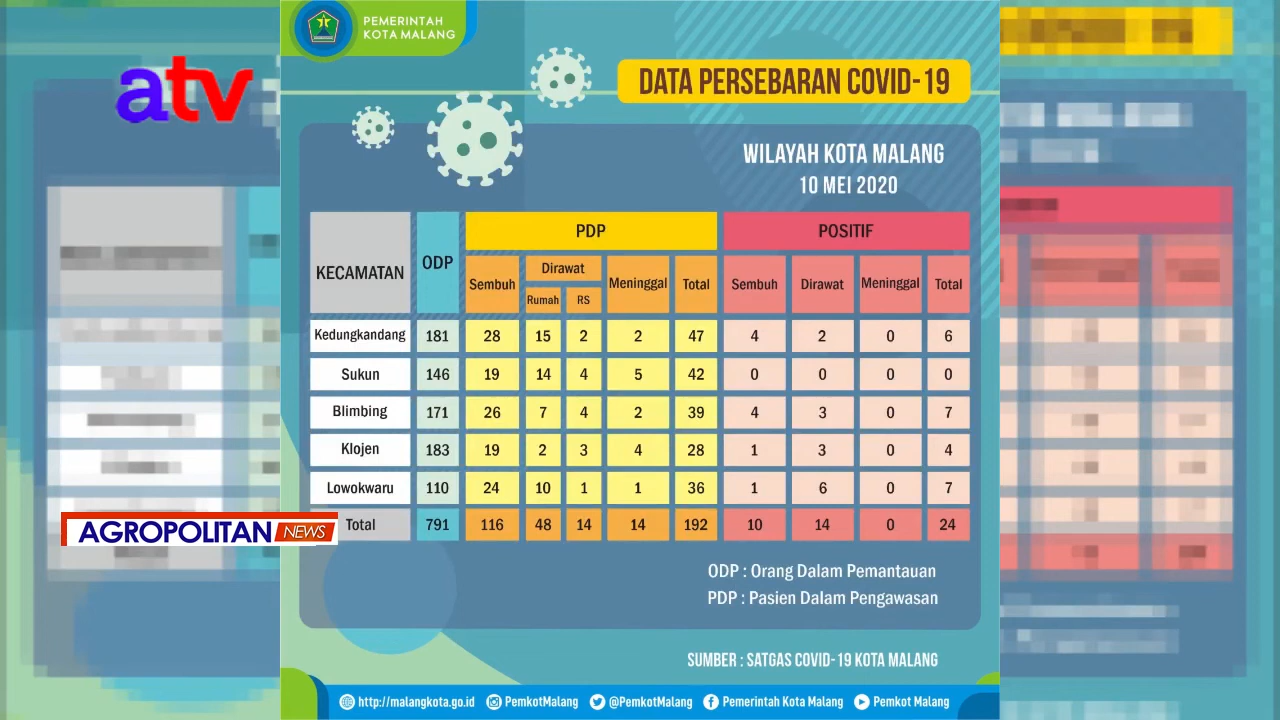 PEMERINTAH
KOTA MALANG
atv
DATA PERSEBARAN COVID-19
WILAYAH KOTA MALANG
10 MEI 2020
KECAMATAN ODP PDP POSITIF
Sembuh Dirawat Meninggal Total Sembuh Dirawat Meninggal Total
Rumah RS
Kedungkandang 181 28 15 2 2 47 4 2 0 6
Sukun 146 19 14 4 5 42 0 0 0 0
Blimbing 171 26 7 4 2 39 4 3 0 7
Klojen 183 19 2 3 4 28 1 3 0 4
Lowokwaru 110 24 10 1 1 36 1 6 0 7
Total 791 116 48 14 14 192 10 14 0 24
AGROPOLITAN NEWS
ODP : Orang Dalam Pemantauan
PDP : Pasien Dalam Pengawasan
SUMBER : SATGAS COVID-19 KOTA MALANG
http://malangkota.go.id PemkotMalang @PemkotMalang Pemerintah Kota Malang Pemkot Malang